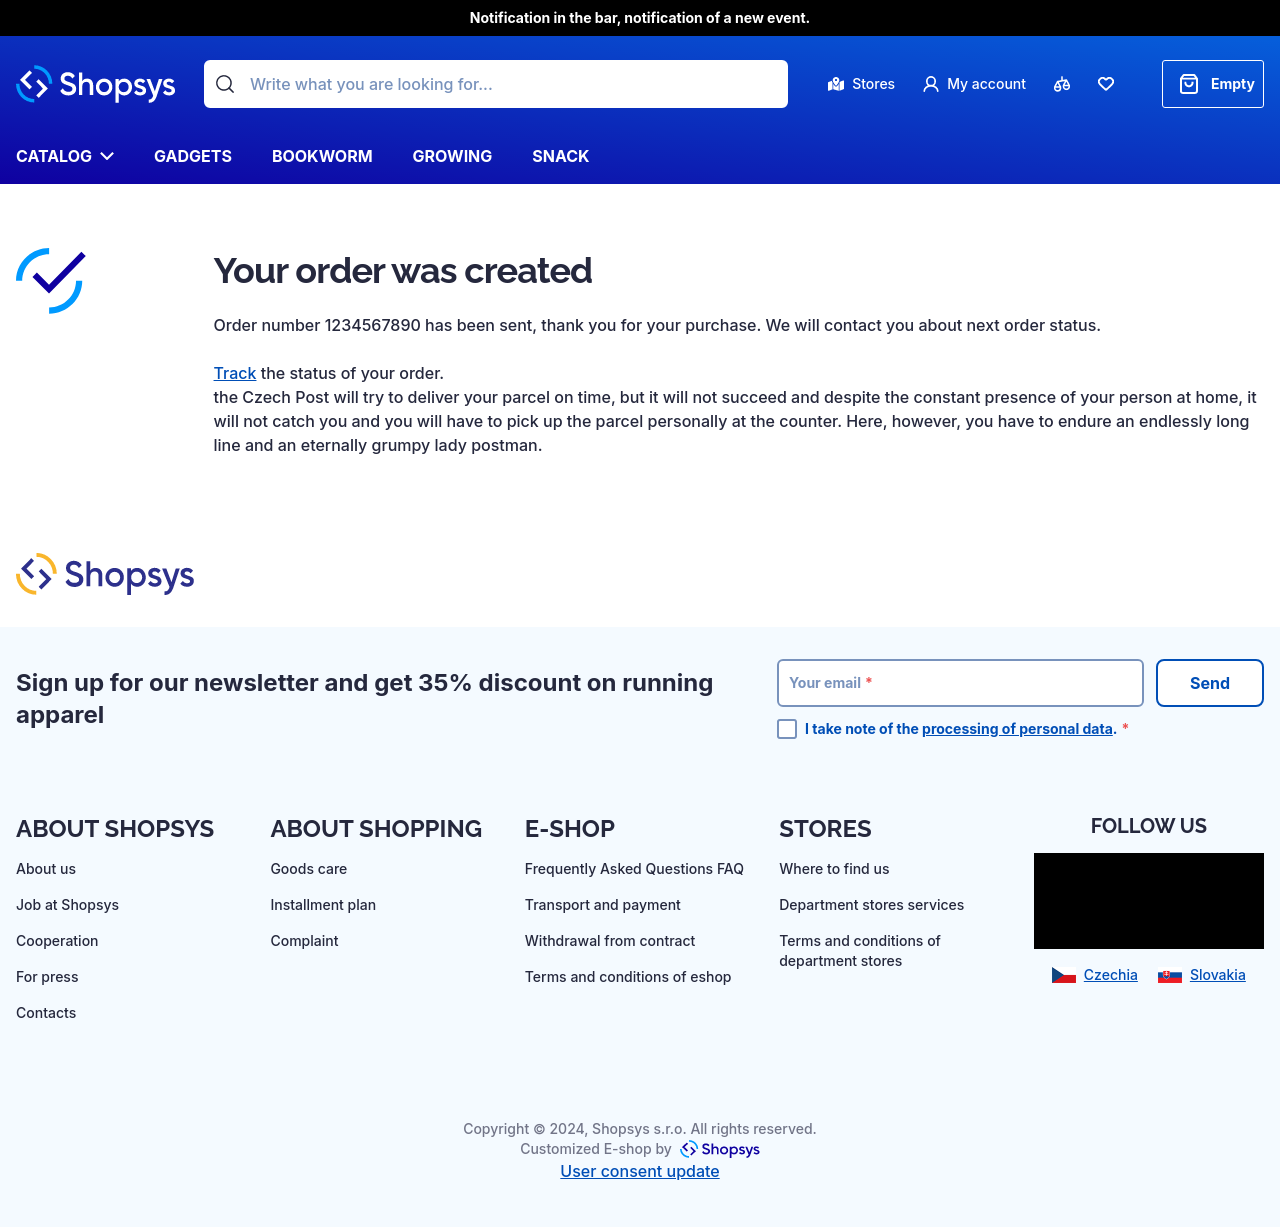 Notification in the bar, notification of a new event.
Shopsys
Write what you are looking for...
Stores
My account
Empty
CATALOG
GADGETS
BOOKWORM
GROWING
SNACK
Your order was created
Order number 1234567890 has been sent, thank you for your purchase. We will contact you about next order status.
Track the status of your order.
the Czech Post will try to deliver your parcel on time, but it will not succeed and despite the constant presence of your person at home, it
will not catch you and you will have to pick up the parcel personally at the counter. Here, however, you have to endure an endlessly long
line and an eternally grumpy lady postman.
Shopsys
Sign up for our newsletter and get 35% discount on running
apparel
Your email *
Send
I take note of the processing of personal data. *
ABOUT SHOPSYS
About us
Job at Shopsys
Cooperation
For press
Contacts
ABOUT SHOPPING
Goods care
Installment plan
Complaint
E-SHOP
Frequently Asked Questions FAQ
Transport and payment
Withdrawal from contract
Terms and conditions of eshop
STORES
Where to find us
Department stores services
Terms and conditions of
department stores
FOLLOW US
Czechia
Slovakia
Copyright © 2024, Shopsys s.r.o. All rights reserved.
Customized E-shop by Shopsys
User consent update